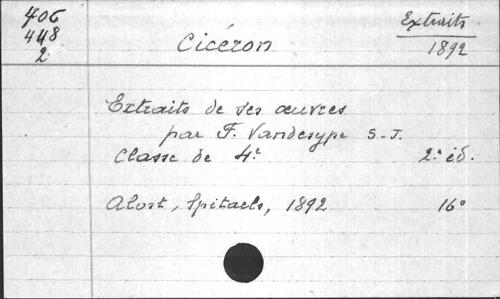 406
448
2
Cicéron
Extraits
1892
Extraits de ses œuvres
par F. Vandesype S-J.
Classe de 4e 2e éd.
Alost, Spitaels, 1892 16°